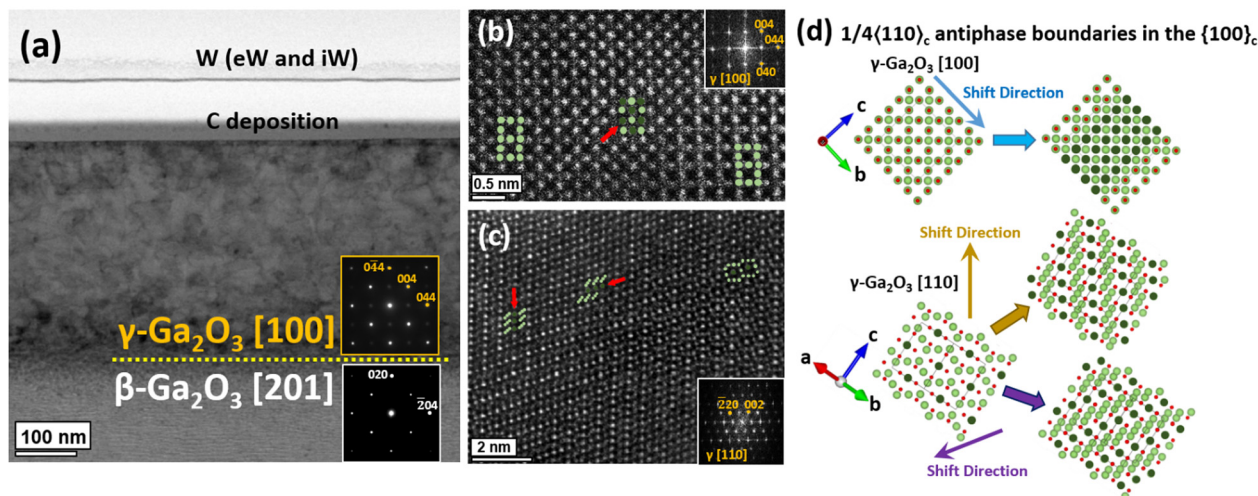 (a)
W (eW and iW)
C deposition
04̅4
004
044
γ-Ga₂O₃ [100]
β-Ga₂O₃ [201]
020
2̅04
100 nm
(b)
004
044
040
γ [100]
0.5 nm
(c)
2̅20 002
γ [110]
2 nm
(d) 1/4⟨110⟩c antiphase boundaries in the {100}c
γ-Ga₂O₃ [100]
Shift Direction
c
b
Shift Direction
γ-Ga₂O₃ [110]
c
a
b
Shift Direction